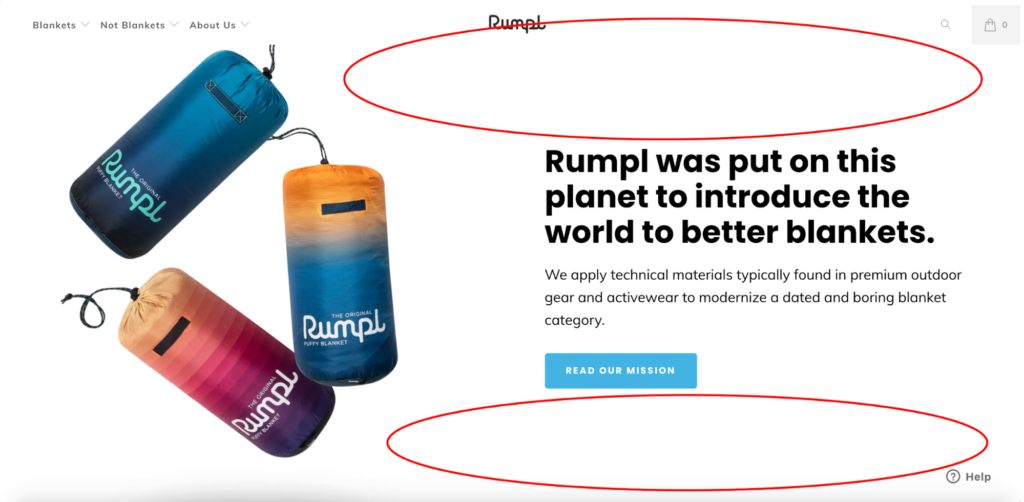 Blankets
Not Blankets
About Us
Rumpl
0
THE ORIGINAL
Rumpl
PUFFY BLANKET
THE ORIGINAL
Rumpl
PUFFY BLANKET
THE ORIGINAL
Rumpl
PUFFY BLANKET
Rumpl was put on this
planet to introduce the
world to better blankets.
We apply technical materials typically found in premium outdoor
gear and activewear to modernize a dated and boring blanket
category.
READ OUR MISSION
? Help